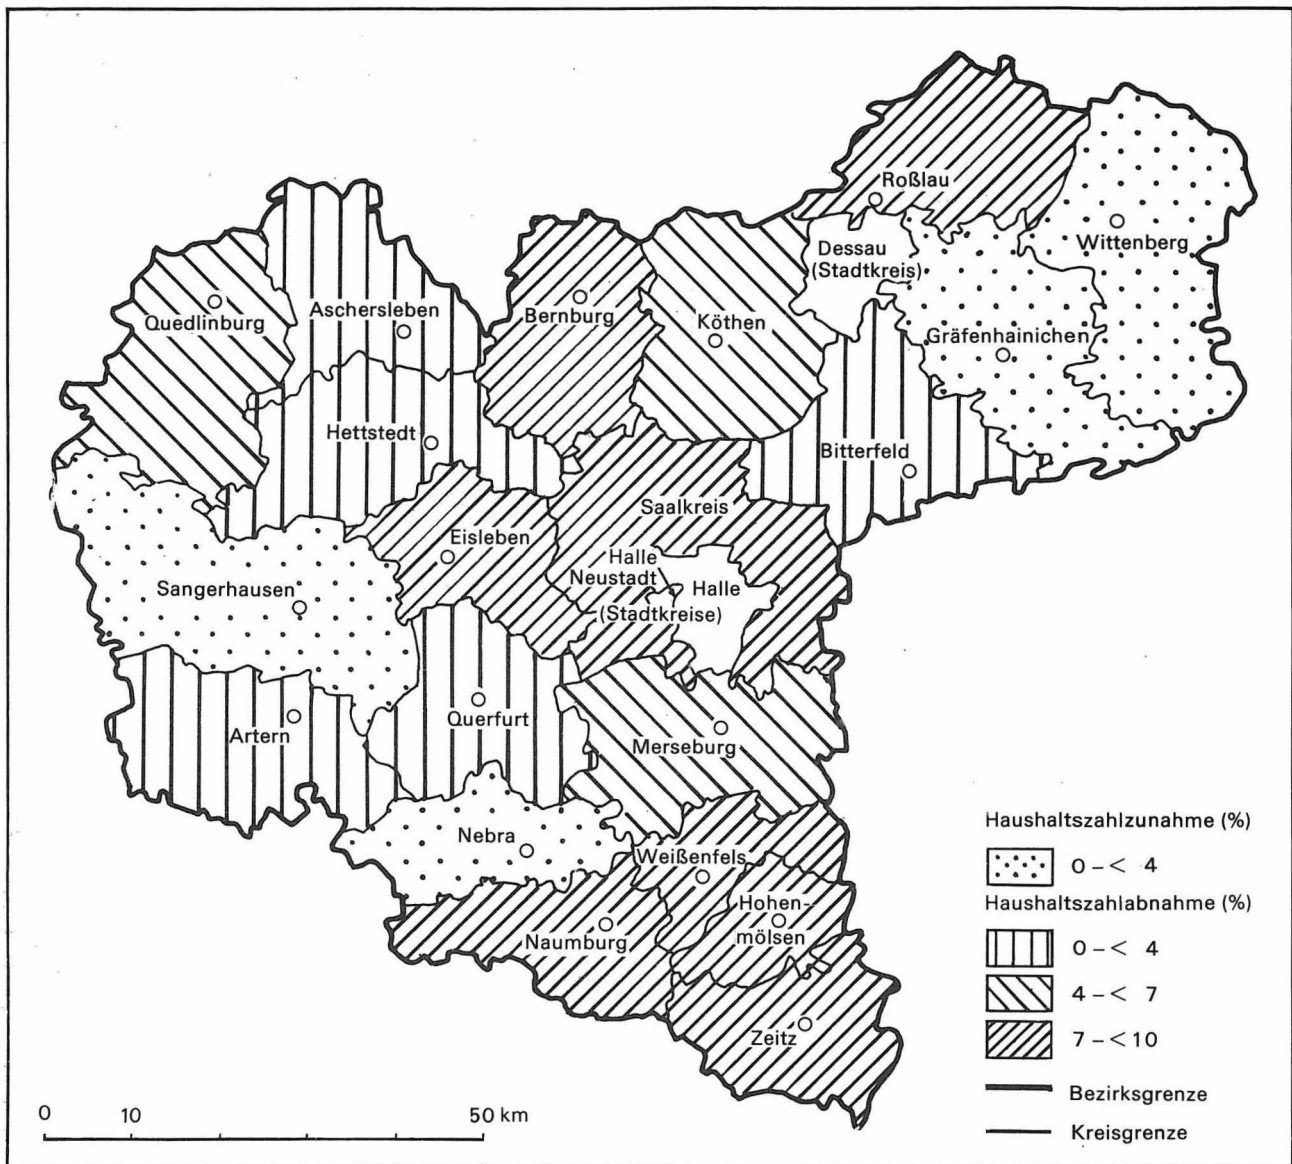 Roßlau
Dessau
(Stadtkreis)
Wittenberg
Quedlinburg
Aschersleben
Bernburg
Köthen
Gräfenhainichen
Hettstedt
Bitterfeld
Saalkreis
Eisleben
Halle
Neustadt
Halle
(Stadtkreise)
Sangerhausen
Artern
Querfurt
Merseburg
Nebra
Weißenfels
Hohen-
mölsen
Naumburg
Zeitz
Haushaltszahlzunahme (%)
0 – < 4
Haushaltszahlabnahme (%)
0 – < 4
4 – < 7
7 – < 10
Bezirksgrenze
Kreisgrenze
0 10 50 km